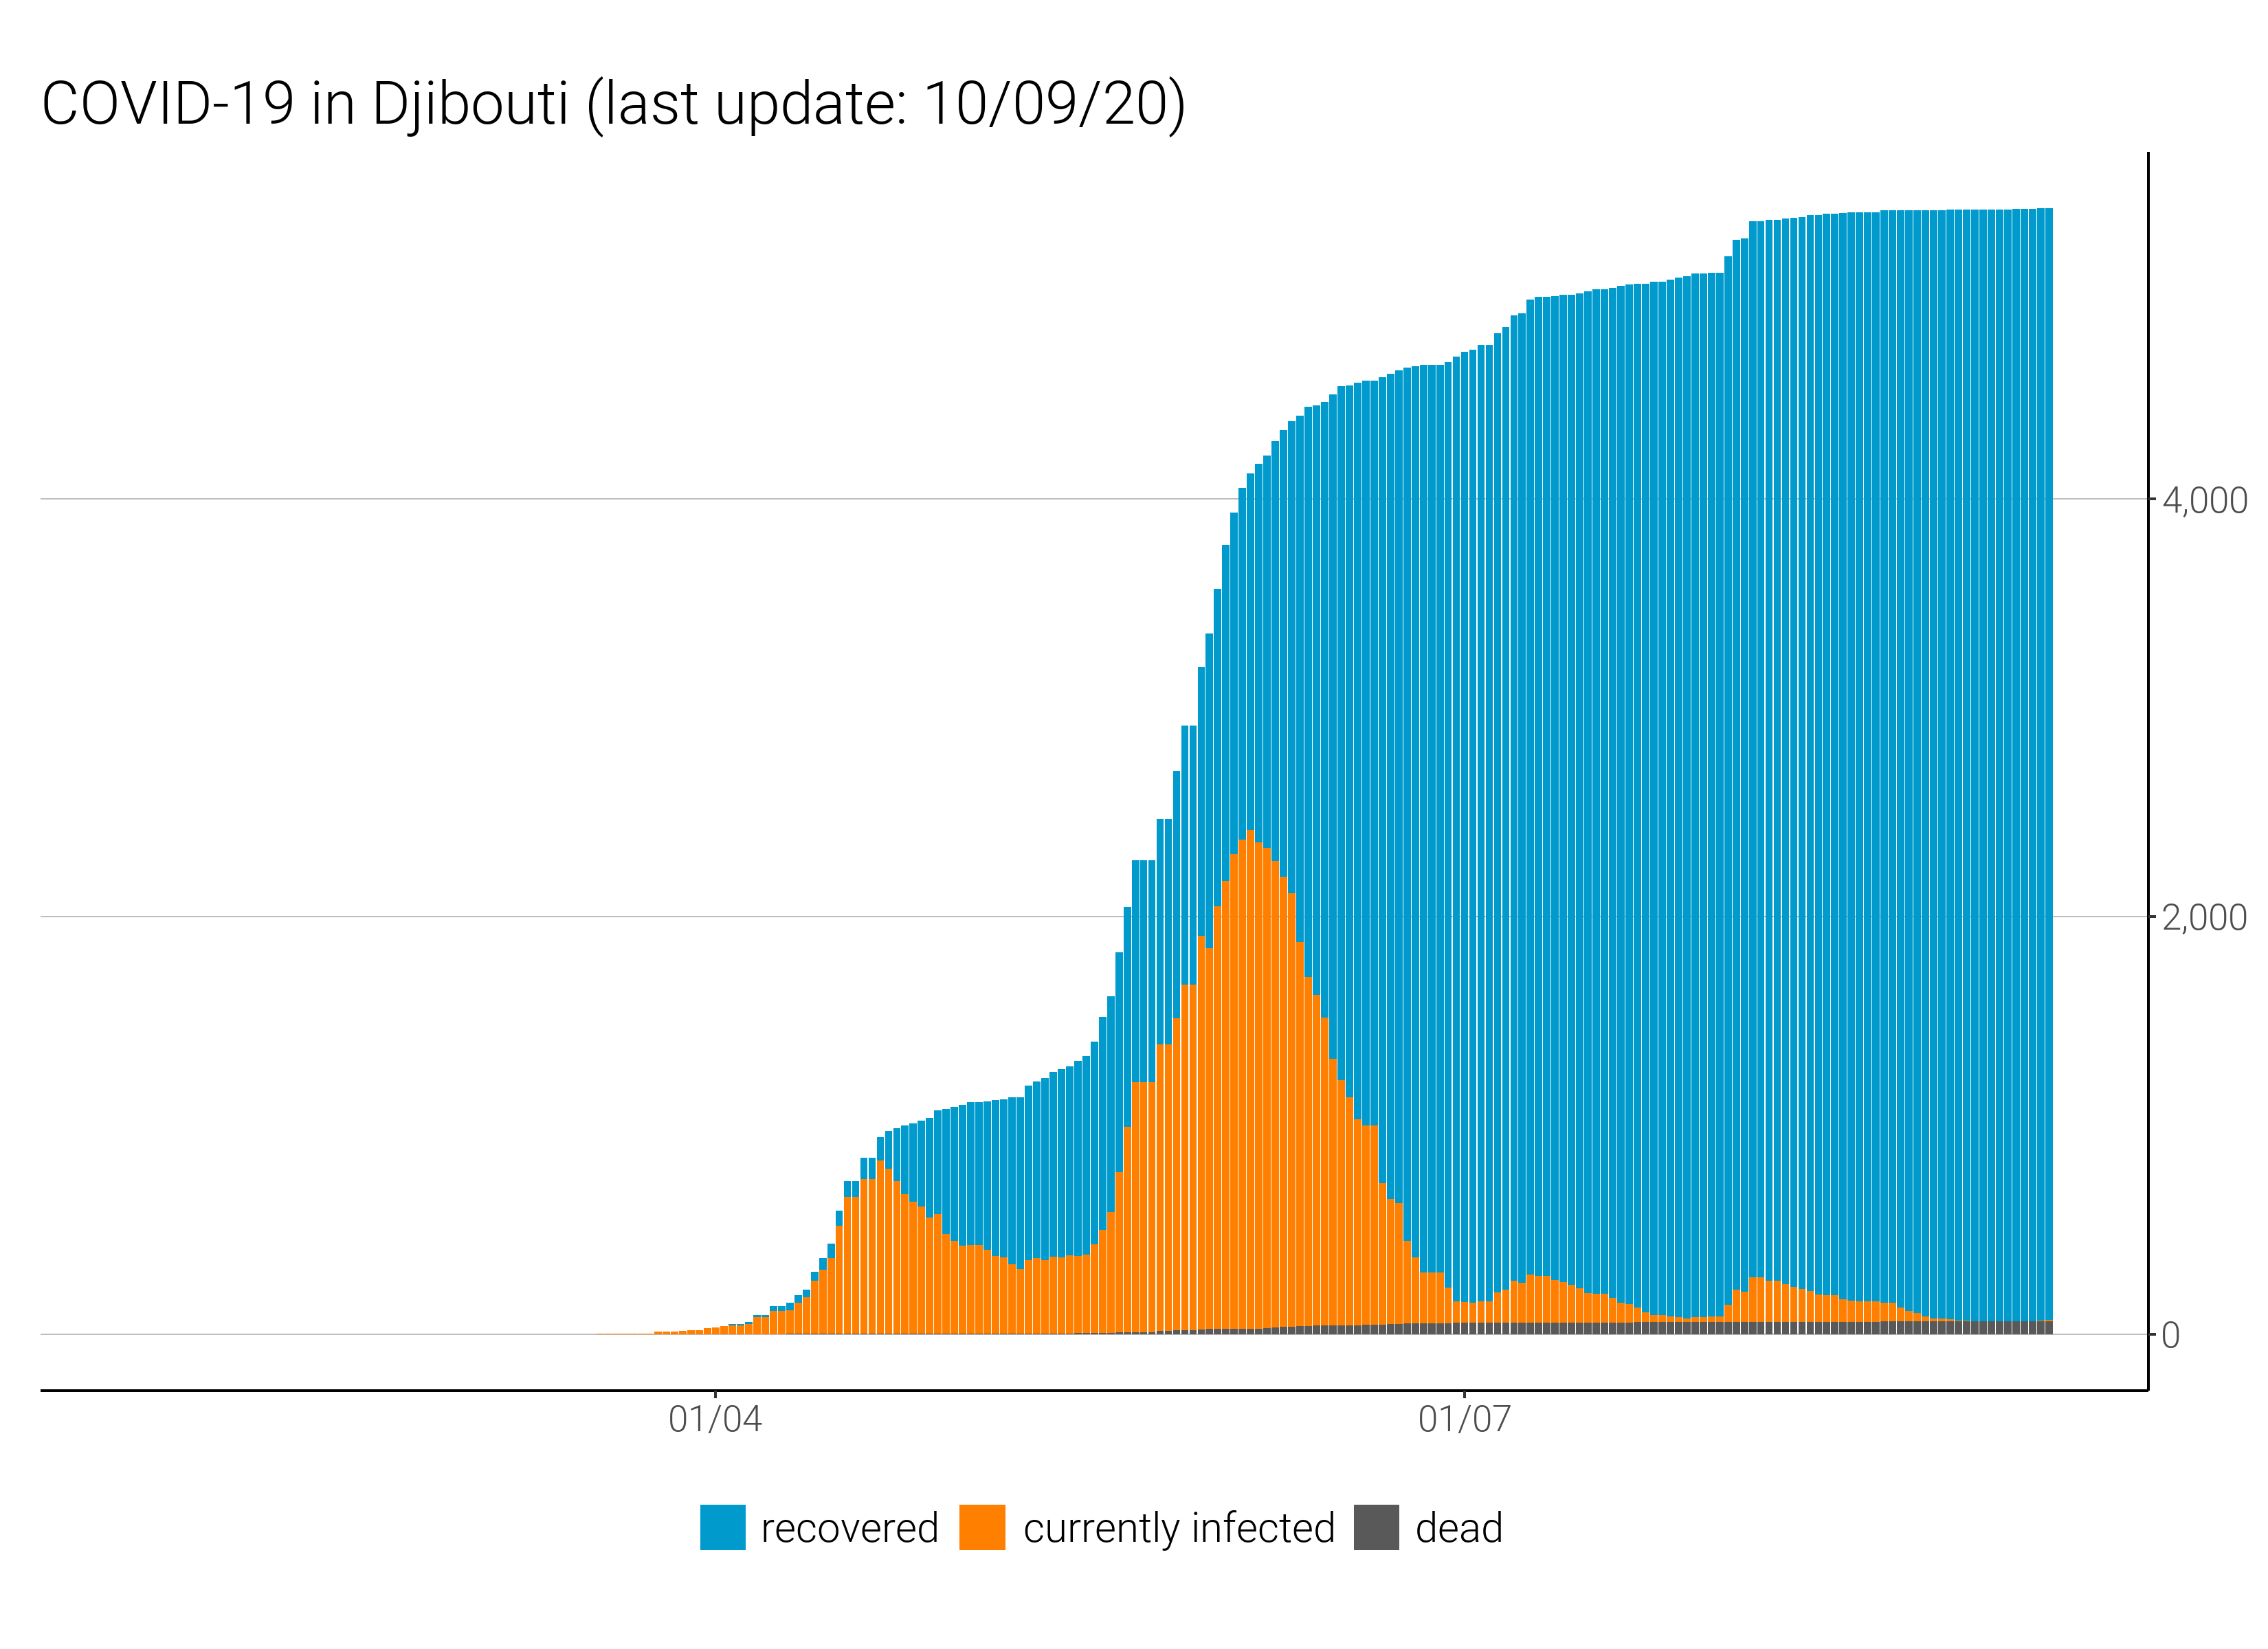 COVID-19 in Djibouti (last update: 10/09/20)
4,000
2,000
0
01/04 01/07
recovered currently infected dead